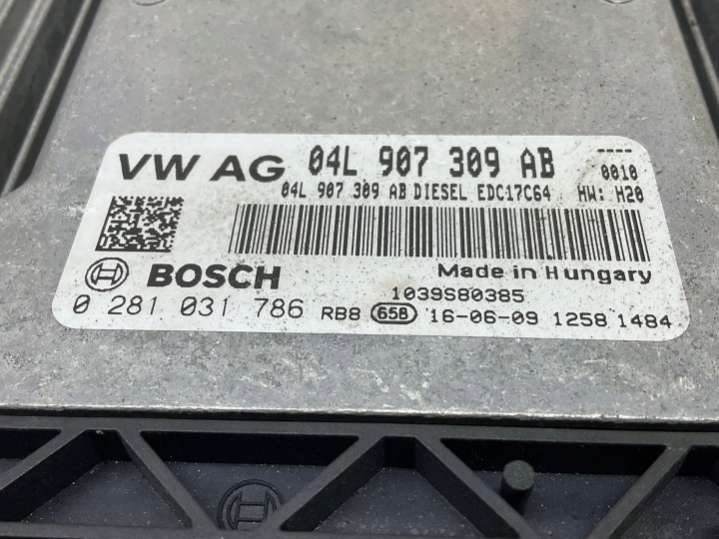 VW AG 04L 907 309 AB ----
0010
04L 907 309 AB DIESEL EDC17C64 HW: H20
BOSCH Made in Hungary
1039S80385
0 281 031 786 RB8 658 16-06-09 1258 1484
BOSCH